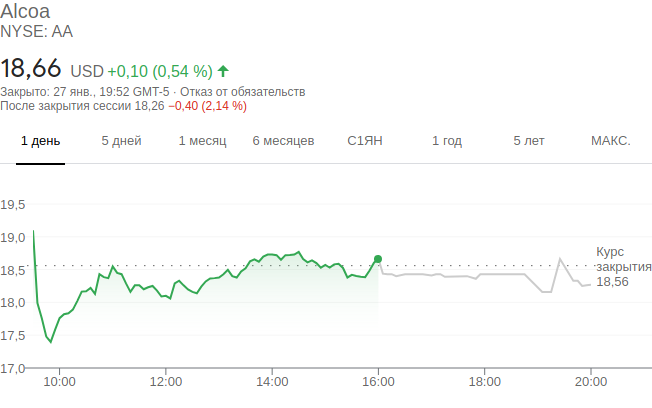 Alcoa
NYSE: AA
18,66 USD +0,10 (0,54 %)
Закрыто: 27 янв., 19:52 GMT-5 · Отказ от обязательств
После закрытия сессии 18,26 −0,40 (2,14 %)
1 день 5 дней 1 месяц 6 месяцев С1ЯН 1 год 5 лет МАКС.
19,5
19,0
18,5
18,0
17,5
17,0
Курс
закрытия
18,56
10:00 12:00 14:00 16:00 18:00 20:00